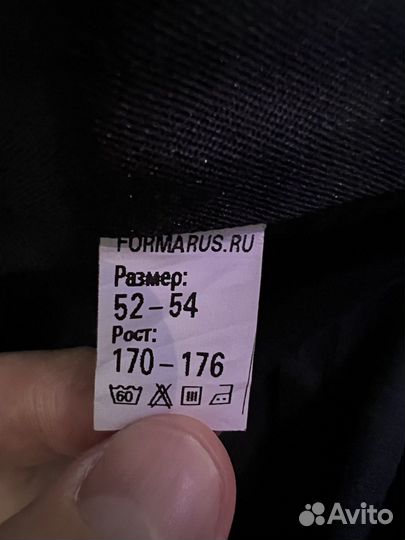 FORMARUS.RU
Размер:
52-54
Рост:
170-176
60
Avito